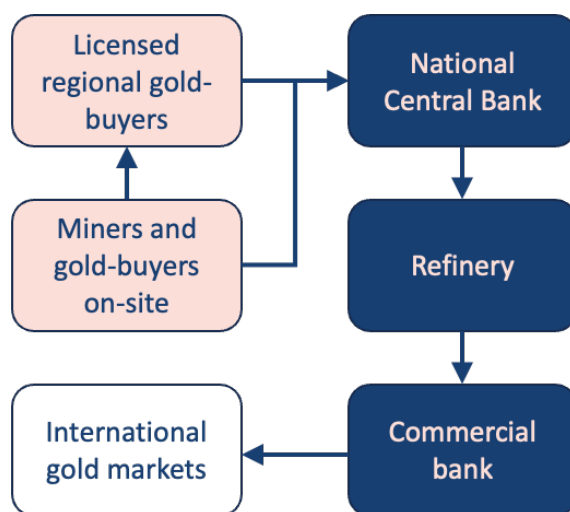 Licensed
regional gold-
buyers
National
Central Bank
Miners and
gold-buyers
on-site
Refinery
International
gold markets
Commercial
bank